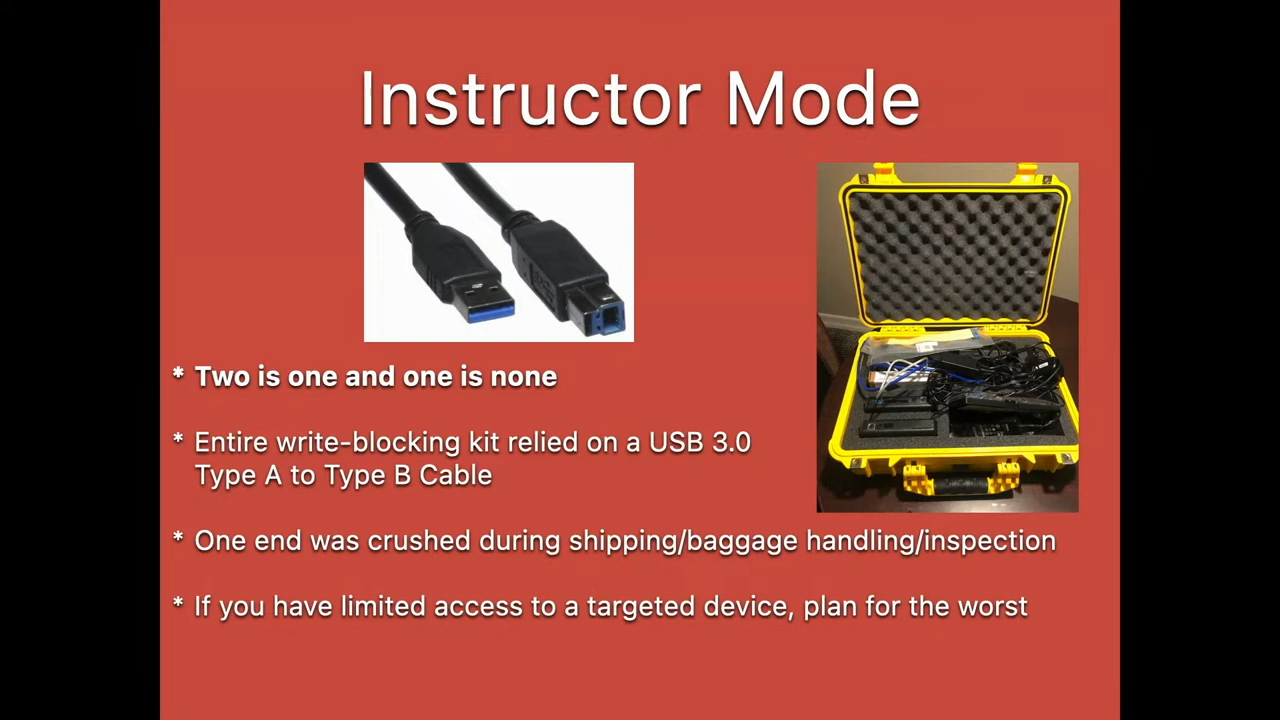 Instructor Mode
* Two is one and one is none
* Entire write-blocking kit relied on a USB 3.0
Type A to Type B Cable
* One end was crushed during shipping/baggage handling/inspection
* If you have limited access to a targeted device, plan for the worst